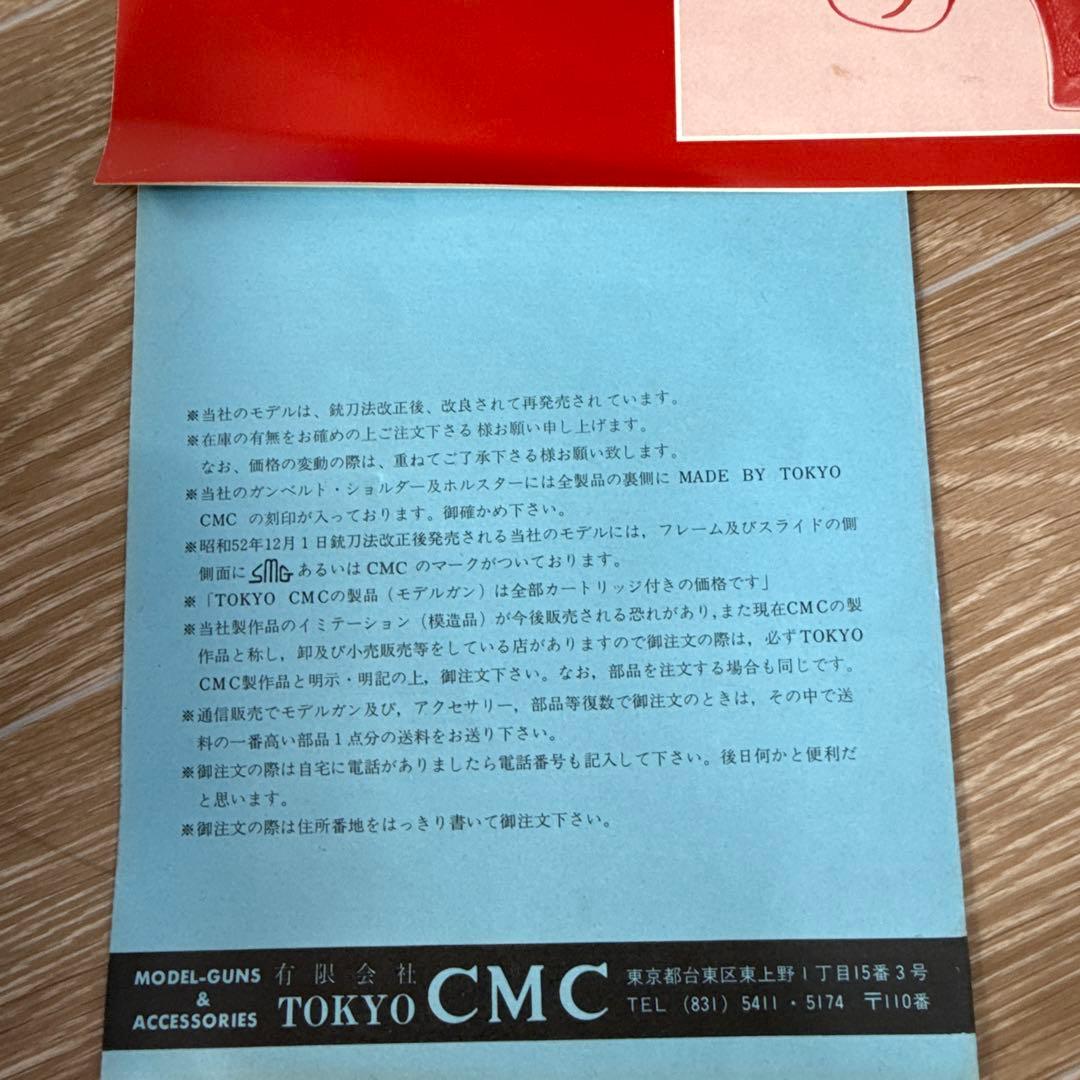 ※当社のモデルは、銃刀法改正後、改良されて再発売されています。
※在庫の有無をお確めの上ご注文下さる様お願い申し上げます。
なお、価格の変動の際は、重ねてご了承下さる様お願い致します。
※当社のガンベルト・ショルダー及ホルスターには全製品の裏側に MADE BY TOKYO
CMC の刻印が入っております。御確かめ下さい。
※昭和52年12月1日銃刀法改正後発売される当社のモデルには，フレーム及びスライドの側
側面にSMGあるいはCMCのマークがついております。
※「TOKYO CMCの製品（モデルガン）は全部カートリッジ付きの価格です」
※当社製作品のイミテーション（模造品）が今後販売される恐れがあり，また現在CMCの製
作品と称し，卸及び小売販売等をしている店がありますので御注文の際は，必ずTOKYO
CMC製作品と明示・明記の上，御注文下さい。なお，部品を注文する場合も同じです。
※通信販売でモデルガン及び，アクセサリー，部品等復数で御注文のときは，その中で送
料の一番高い部品1点分の送料をお送り下さい。
※御注文の際は自宅に電話がありましたら電話番号も記入して下さい。後日何かと便利だ
と思います。
※御注文の際は住所番地をはっきり書いて御注文下さい。
MODEL-GUNS & ACCESSORIES
有限会社
TOKYO CMC
東京都台東区東上野1丁目15番3号
TEL (831) 5411・5174 〒110番